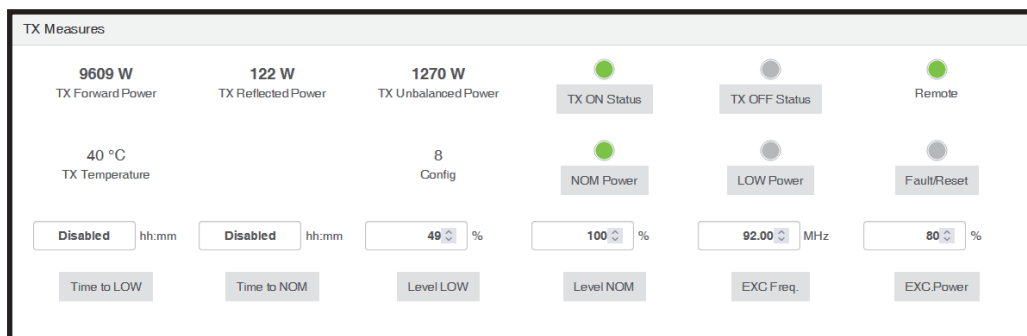 TX Measures
9609 W 122 W 1270 W
TX Forward Power TX Reflected Power TX Unbalanced Power TX ON Status TX OFF Status Remote
40 °C 8
TX Temperature Config NOM Power LOW Power Fault/Reset
Disabled hh:mm Disabled hh:mm 49 % 100 % 92.00 MHz 80 %
Time to LOW Time to NOM Level LOW Level NOM EXC Freq. EXC.Power